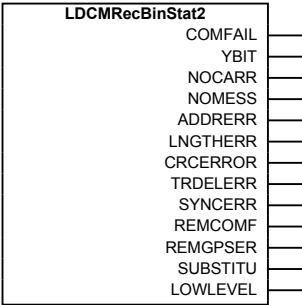 LDCMRecBinStat2
COMFAIL
YBIT
NOCARR
NOMESS
ADDRERR
LNGTHERR
CRCERROR
TRDELERR
SYNCERR
REMCOMF
REMGPSER
SUBSTITU
LOWLEVEL